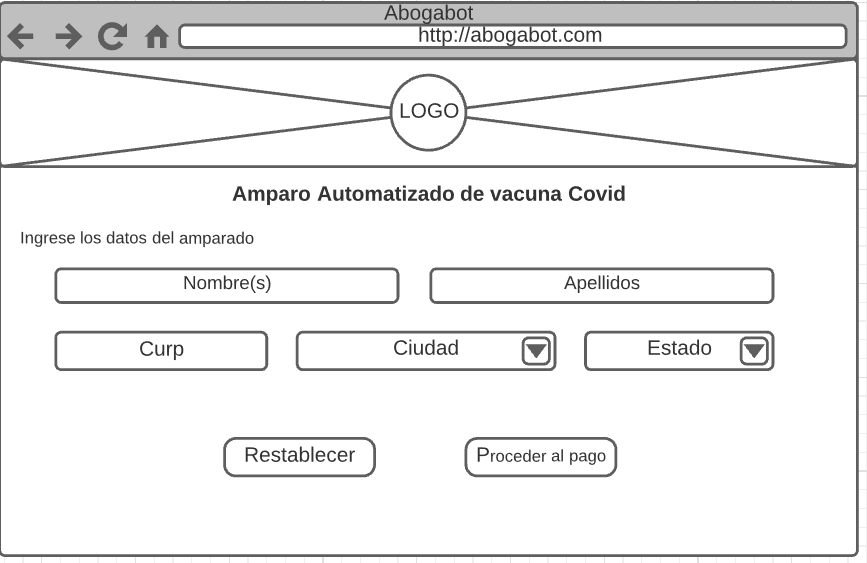 Abogabot
http://abogabot.com
LOGO
Amparo Automatizado de vacuna Covid
Ingrese los datos del amparado
Nombre(s) Apellidos
Curp Ciudad Estado
Restablecer Proceder al pago